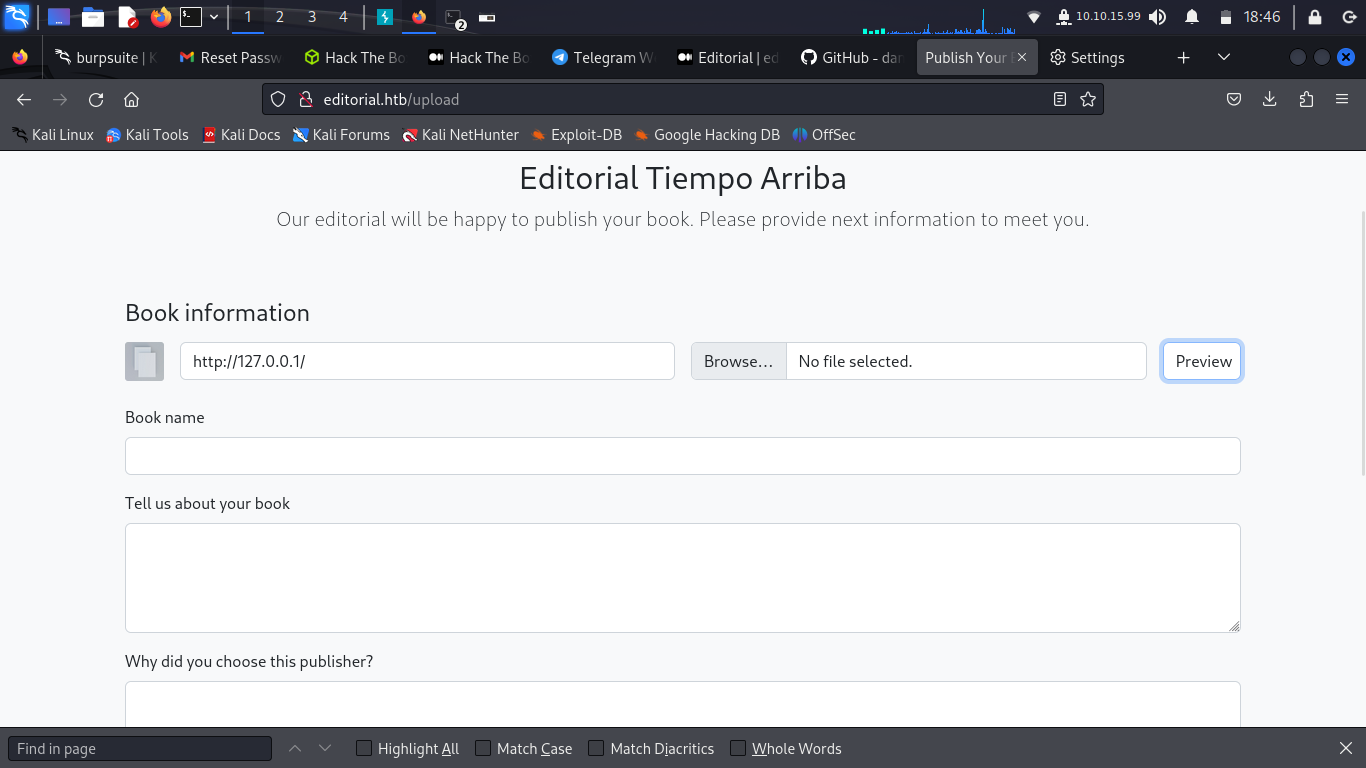 1 2 3 4 2 10.10.15.99 18:46
burpsuite | K Reset Passw Hack The Bo Hack The Bo Telegram W Editorial | ed GitHub - dar Publish Your E Settings
editorial.htb/upload
Kali Linux Kali Tools Kali Docs Kali Forums Kali NetHunter Exploit-DB Google Hacking DB OffSec
Editorial Tiempo Arriba
Our editorial will be happy to publish your book. Please provide next information to meet you.
Book information
http://127.0.0.1/ Browse... No file selected. Preview
Book name
Tell us about your book
Why did you choose this publisher?
Find in page Highlight All Match Case Match Diacritics Whole Words